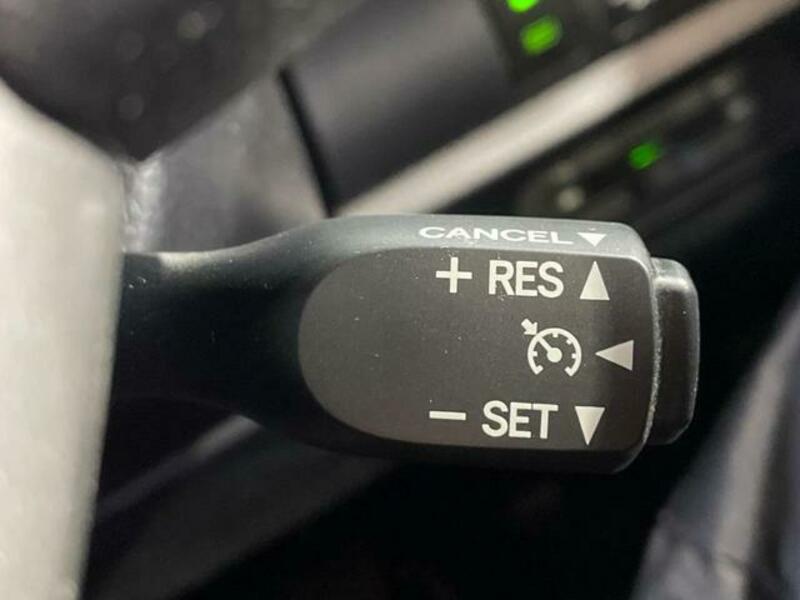 CANCEL ▼
+ RES ▲
◀
− SET ▼